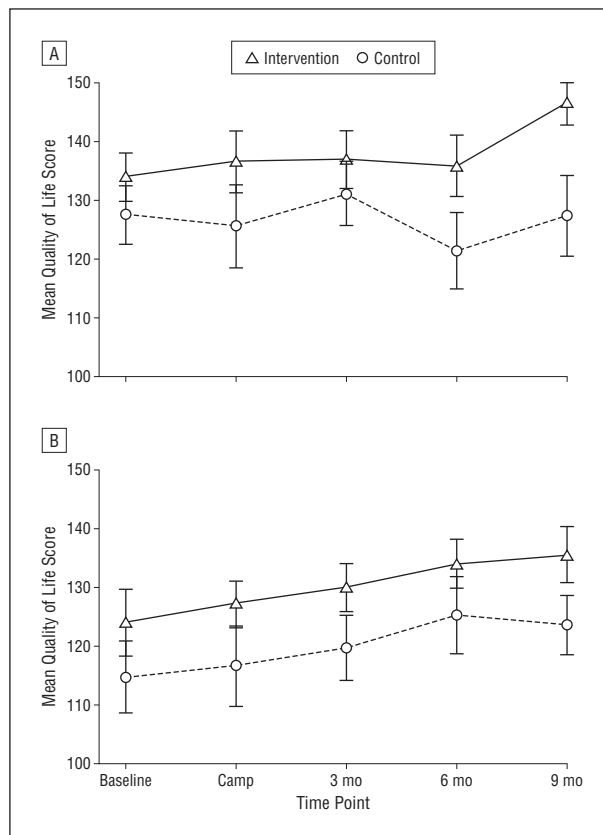 A
Intervention Control
150
140
130
120
110
100
Mean Quality of Life Score
B
150
140
130
120
110
100
Mean Quality of Life Score
Baseline Camp 3 mo 6 mo 9 mo
Time Point